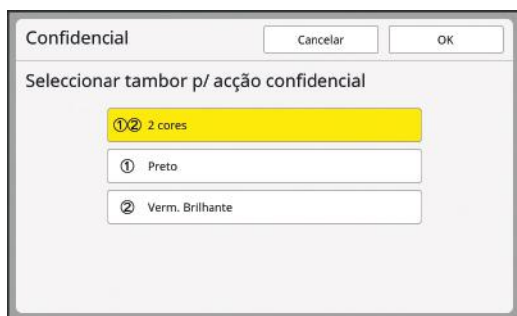 Confidencial Cancelar OK
Seleccionar tambor p/ acção confidencial
①② 2 cores
① Preto
② Verm. Brilhante